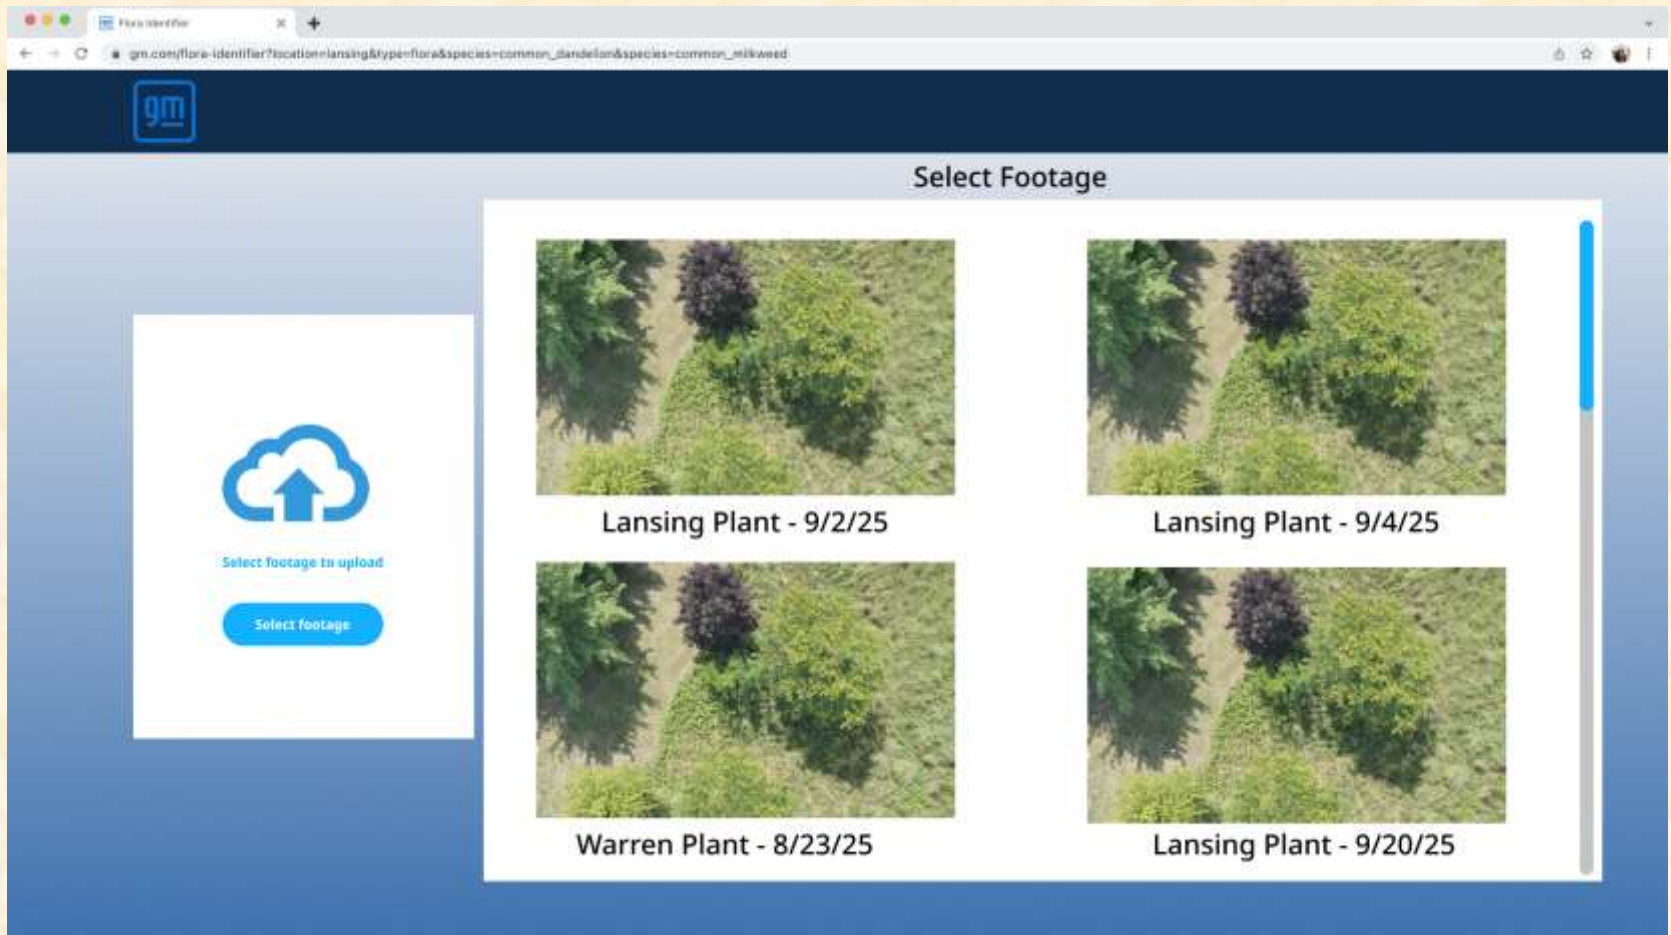 Flora Identifier
gm.com/flora-identifier?location=lansing&type=flora&species=common_dandelion&species=common_milkweed
gm
Select Footage
Lansing Plant - 9/2/25
Lansing Plant - 9/4/25
Select footage to upload
Select footage
Warren Plant - 8/23/25
Lansing Plant - 9/20/25